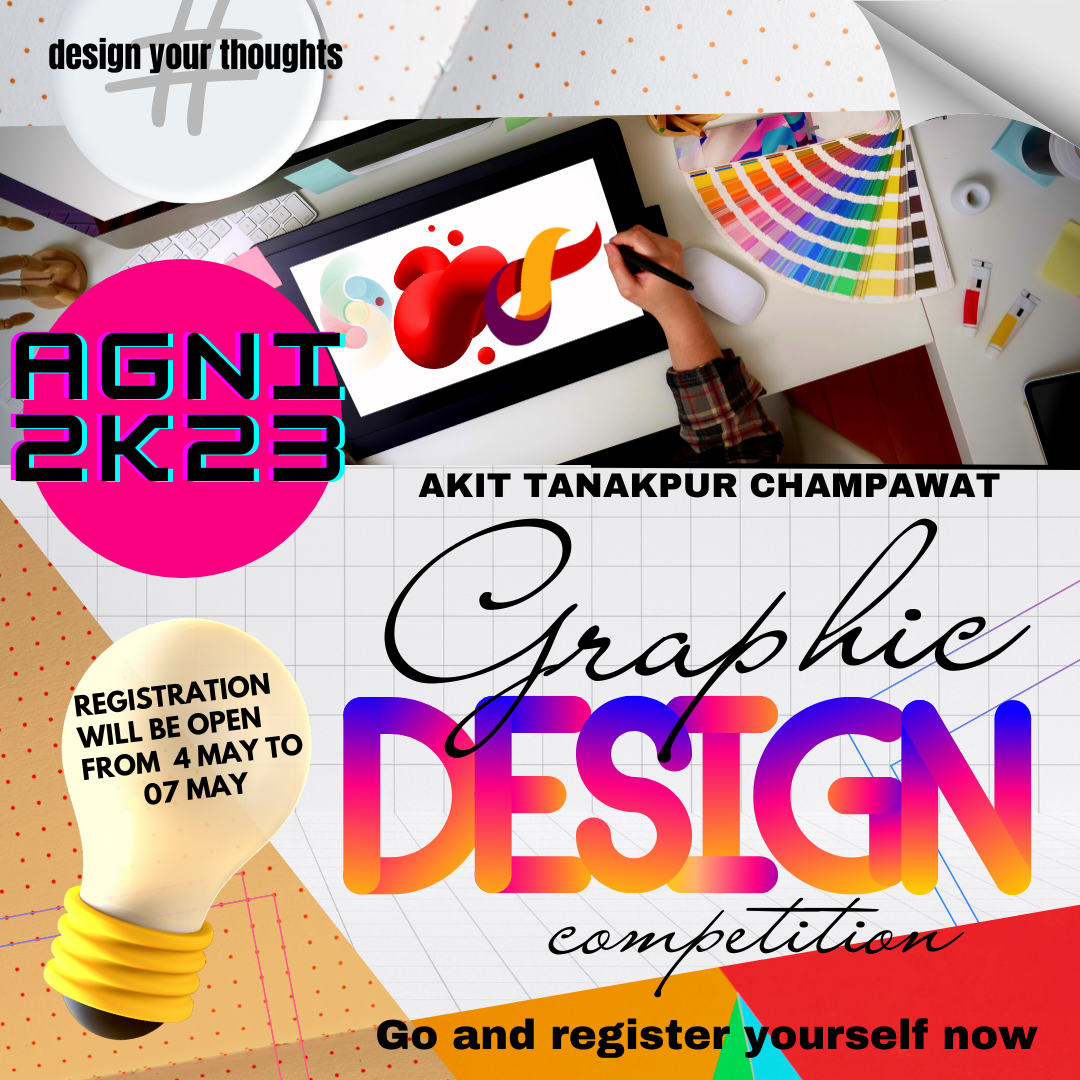 # design your thoughts
AGNI
2K23
AKIT TANAKPUR CHAMPAWAT
Graphic
DESIGN
competition
REGISTRATION
WILL BE OPEN
FROM 4 MAY TO
07 MAY
Go and register yourself now